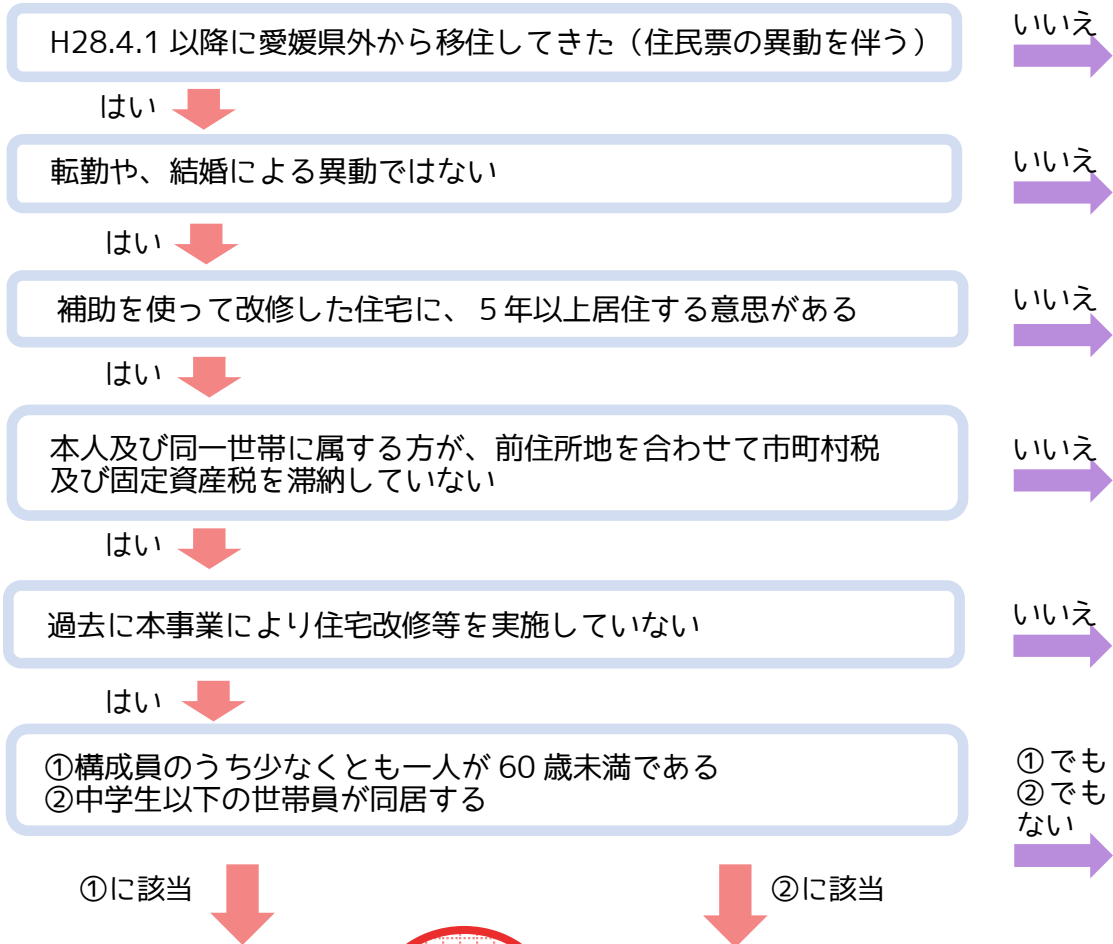 H28.4.1 以降に愛媛県外から移住してきた（住民票の異動を伴う）
いいえ
はい
転勤や、結婚による異動ではない
いいえ
はい
補助を使って改修した住宅に、５年以上居住する意思がある
いいえ
はい
本人及び同一世帯に属する方が、前住所地を合わせて市町村税
及び固定資産税を滞納していない
いいえ
はい
過去に本事業により住宅改修等を実施していない
いいえ
はい
①構成員のうち少なくとも一人が 60 歳未満である
②中学生以下の世帯員が同居する
①でも
②でも
ない
①に該当
②に該当